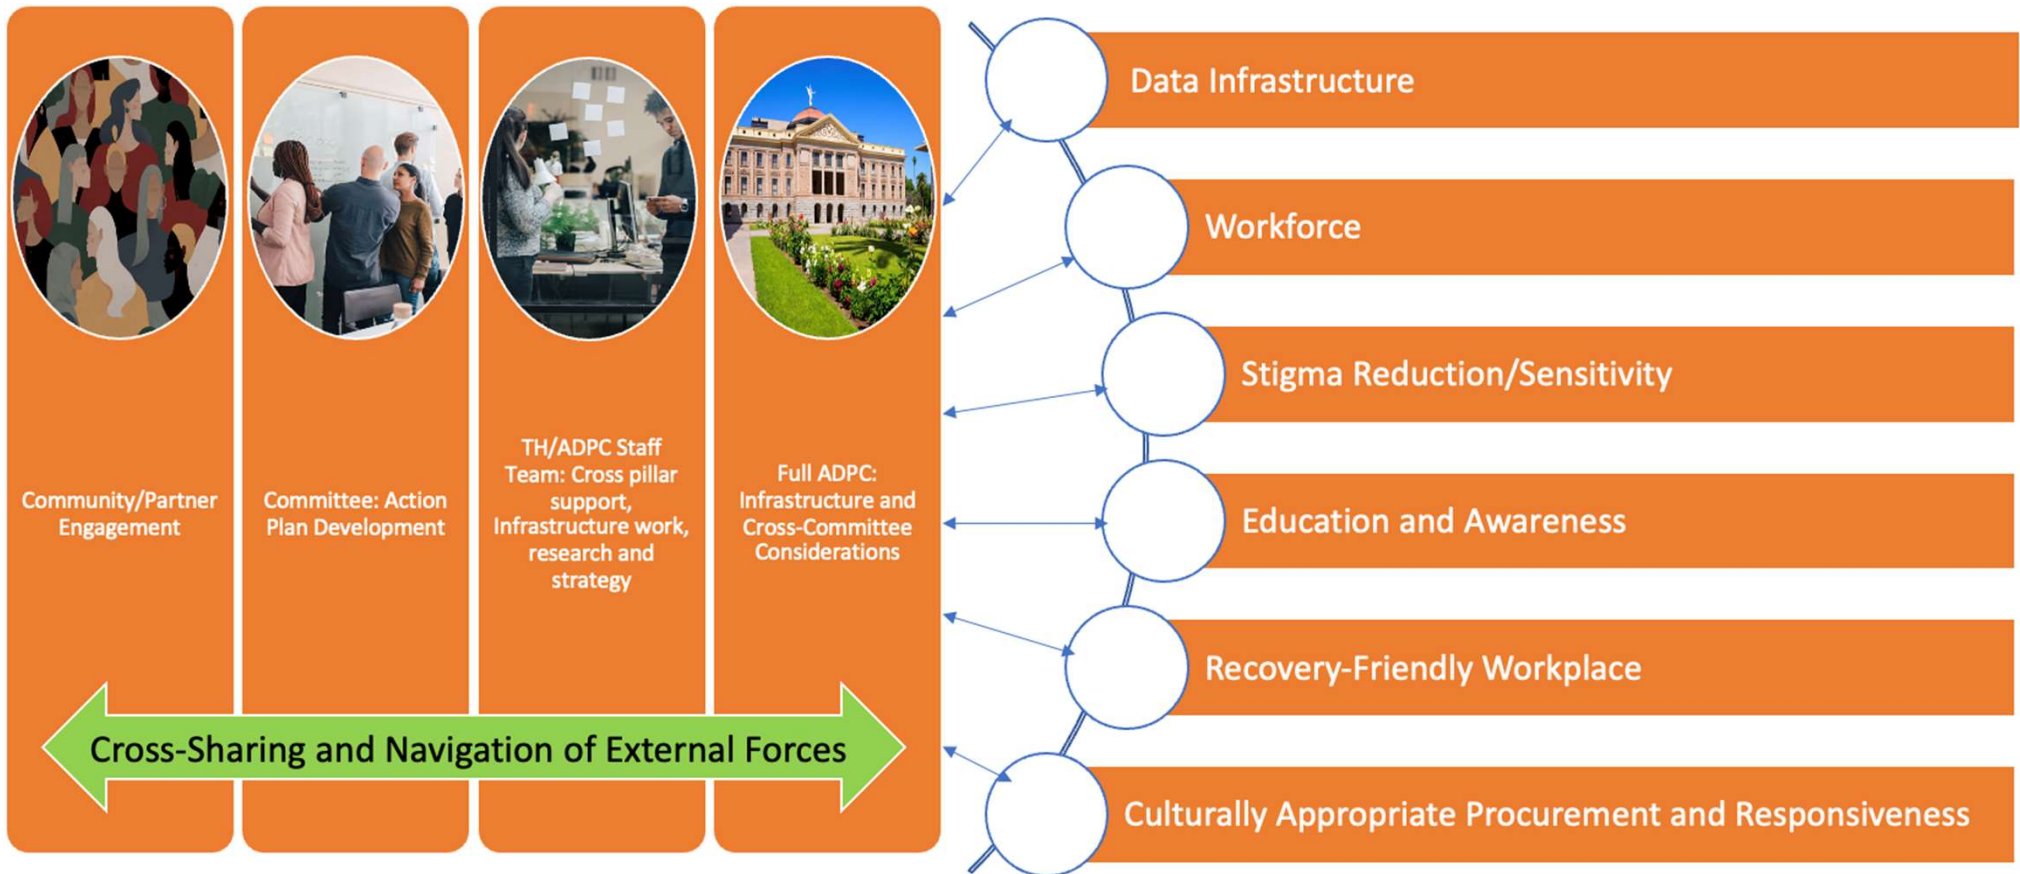 Community/Partner
Engagement
Committee: Action
Plan Development
TH/ADPC Staff
Team: Cross pillar
support,
Infrastructure work,
research and
strategy
Full ADPC:
Infrastructure and
Cross-Committee
Considerations
Cross-Sharing and Navigation of External Forces
Data Infrastructure
Workforce
Stigma Reduction/Sensitivity
Education and Awareness
Recovery-Friendly Workplace
Culturally Appropriate Procurement and Responsiveness